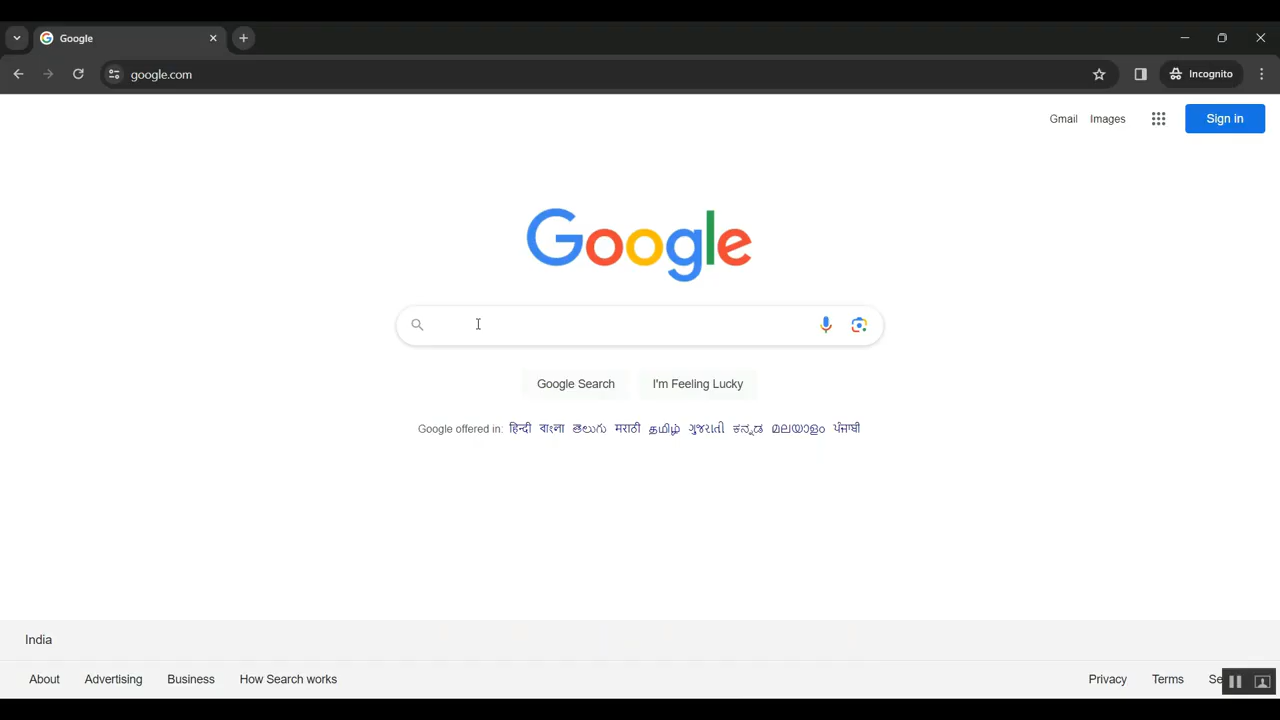 Google
google.com
Incognito
Gmail Images
Sign in
Google
Google Search I'm Feeling Lucky
Google offered in: हिन्दी বাংলা తెలుగు मराठी தமிழ் ગુજરાતી ಕನ್ನಡ മലയാളം ਪੰਜਾਬੀ
India
About Advertising Business How Search works Privacy Terms